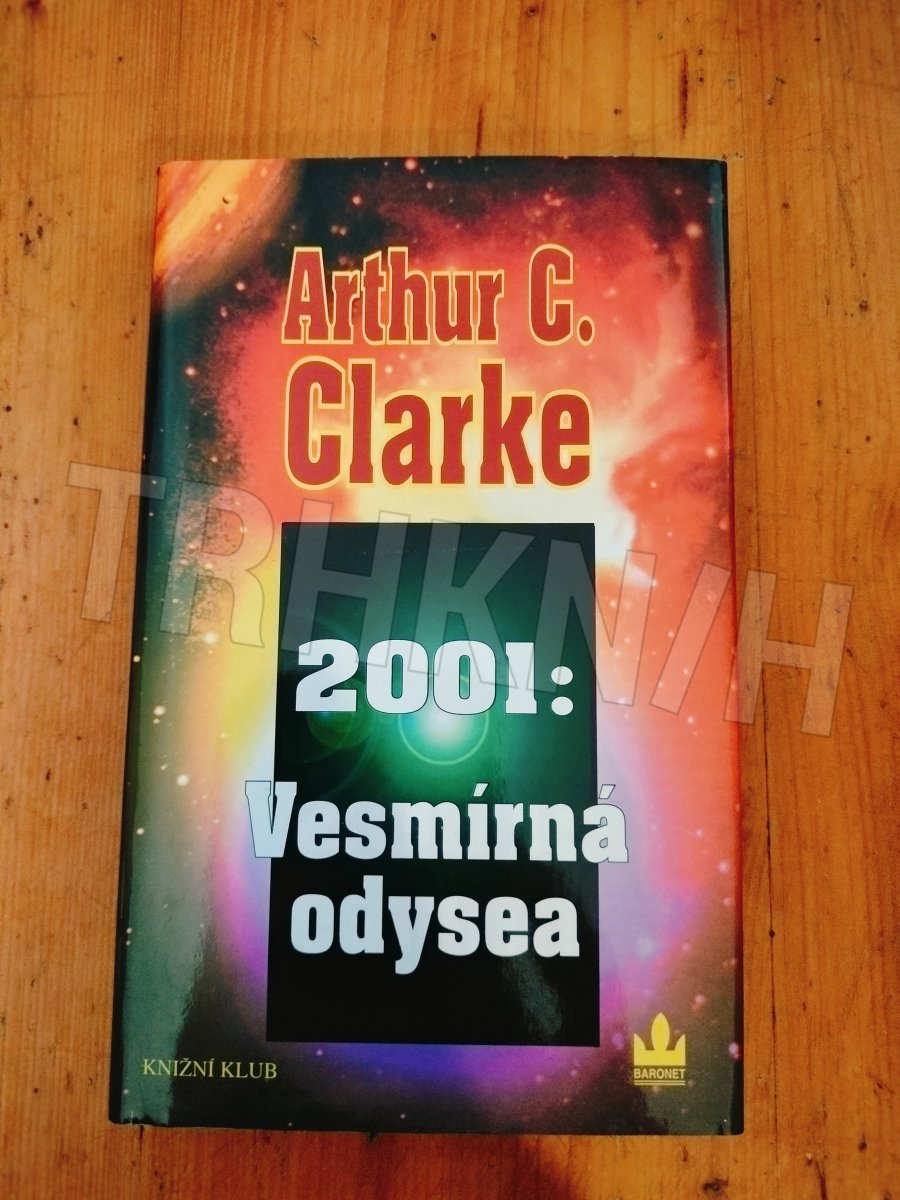 Arthur C.
Clarke
TRHKNIH
2001:
Vesmírná
odysea
KNIŽNÍ KLUB
BARONET